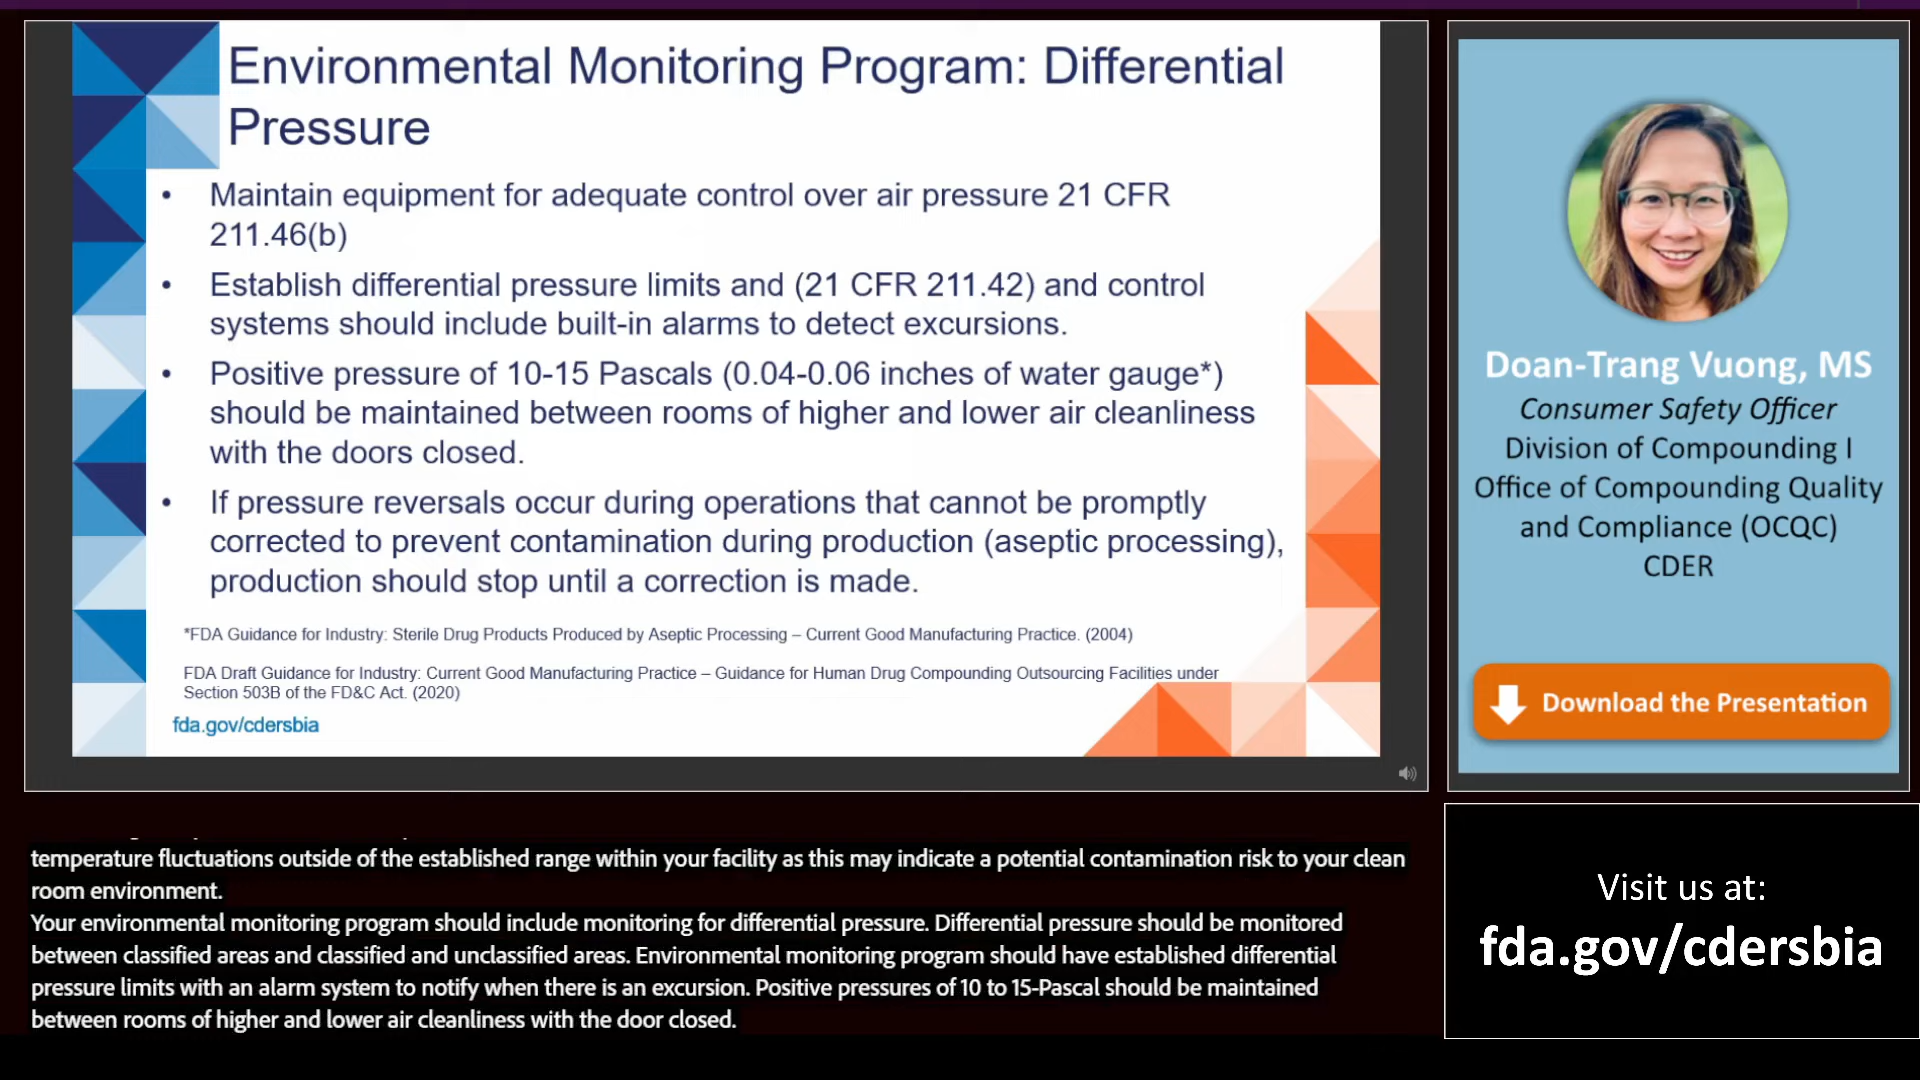 Environmental Monitoring Program: Differential
Pressure
• Maintain equipment for adequate control over air pressure 21 CFR
211.46(b)
• Establish differential pressure limits and (21 CFR 211.42) and control
systems should include built-in alarms to detect excursions.
• Positive pressure of 10-15 Pascals (0.04-0.06 inches of water gauge*)
should be maintained between rooms of higher and lower air cleanliness
with the doors closed.
• If pressure reversals occur during operations that cannot be promptly
corrected to prevent contamination during production (aseptic processing),
production should stop until a correction is made.
*FDA Guidance for Industry: Sterile Drug Products Produced by Aseptic Processing – Current Good Manufacturing Practice. (2004)
FDA Draft Guidance for Industry: Current Good Manufacturing Practice – Guidance for Human Drug Compounding Outsourcing Facilities under
Section 503B of the FD&C Act. (2020)
fda.gov/cdersbia
Doan-Trang Vuong, MS
Consumer Safety Officer
Division of Compounding I
Office of Compounding Quality
and Compliance (OCQC)
CDER
Download the Presentation
temperature fluctuations outside of the established range within your facility as this may indicate a potential contamination risk to your clean
room environment.
Your environmental monitoring program should include monitoring for differential pressure. Differential pressure should be monitored
between classified areas and classified and unclassified areas. Environmental monitoring program should have established differential
pressure limits with an alarm system to notify when there is an excursion. Positive pressures of 10 to 15-Pascal should be maintained
between rooms of higher and lower air cleanliness with the door closed.
Visit us at:
fda.gov/cdersbia